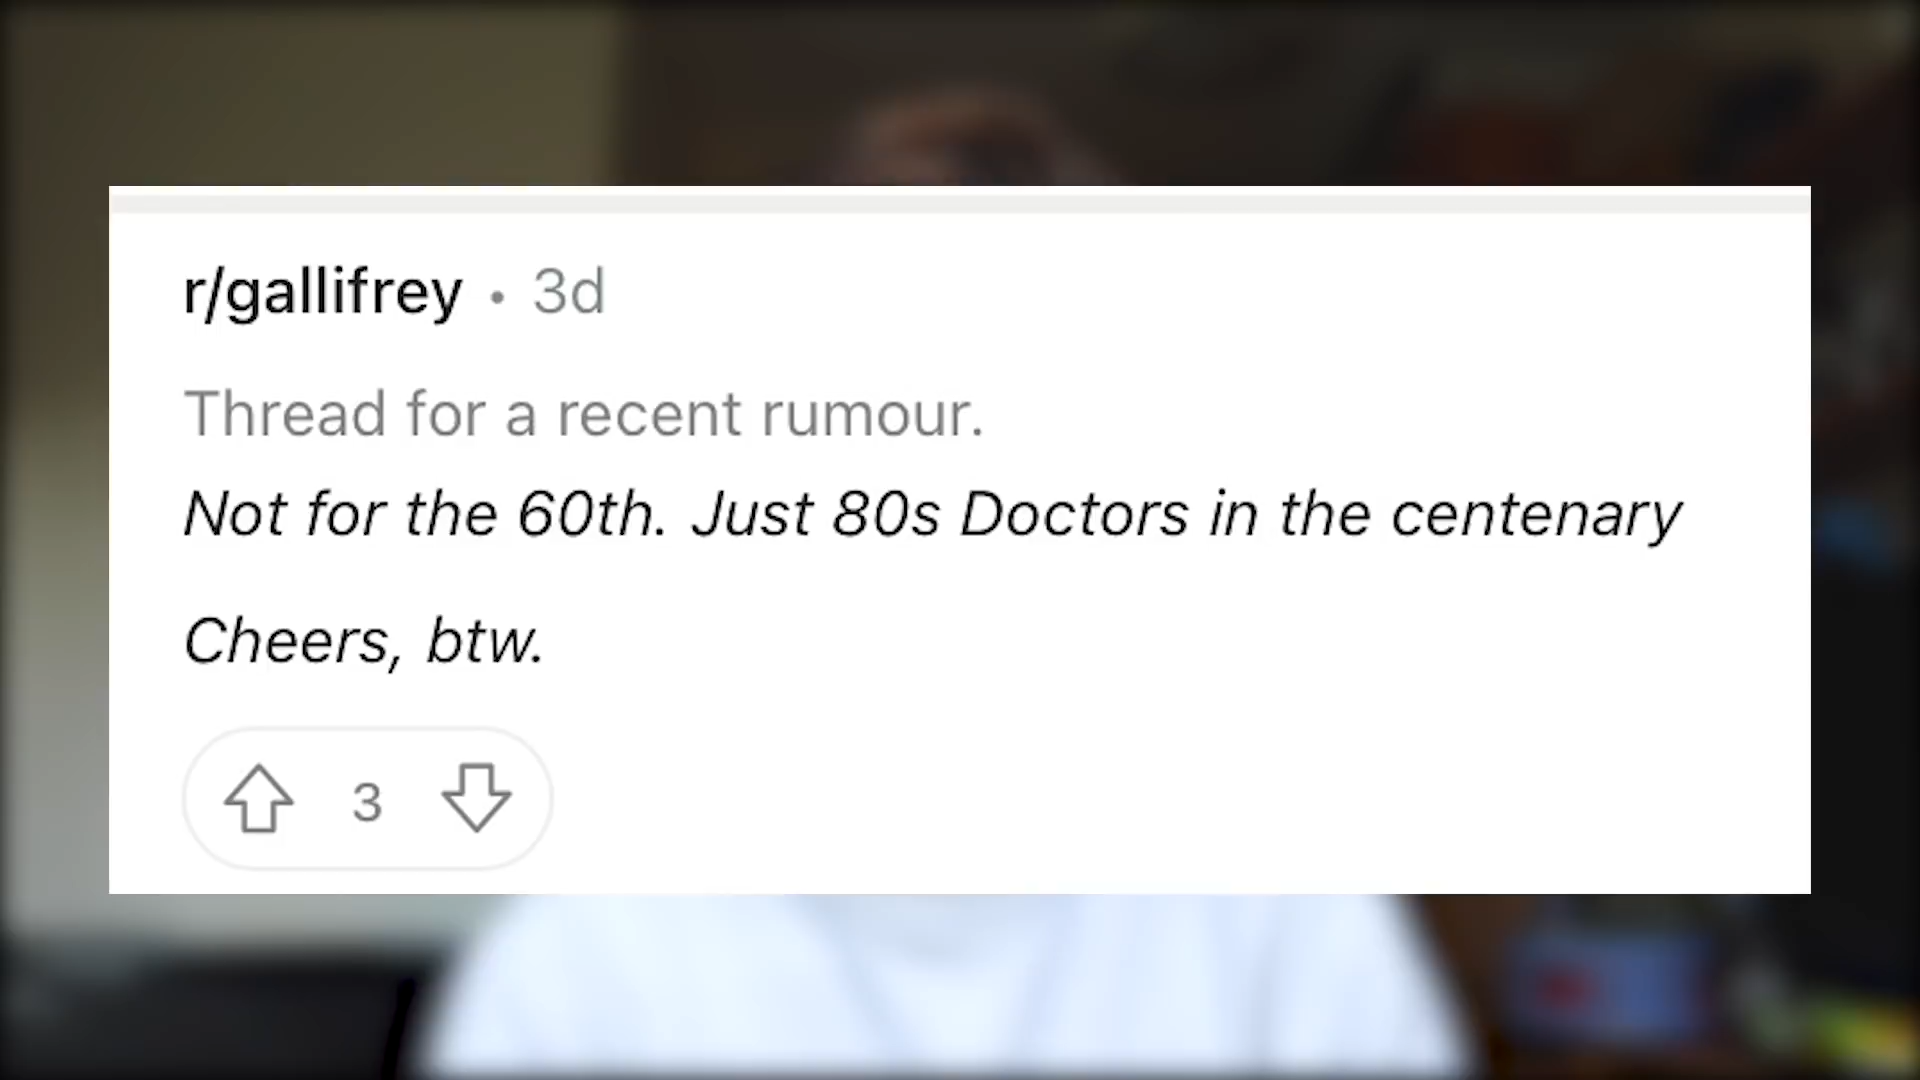 r/gallifrey • 3d
Thread for a recent rumour.
Not for the 60th. Just 80s Doctors in the centenary
Cheers, btw.
3